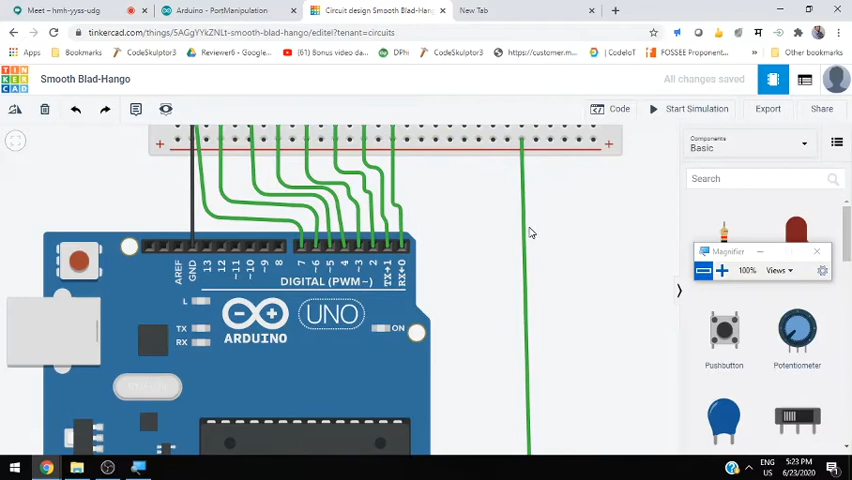 Meet – hmh-yyss-udg
Arduino - PortManipulation
Circuit design Smooth Blad-Hang
New Tab
tinkercad.com/things/5AGgYYkZNLt-smooth-blad-hango/editel?tenant=circuits
Apps
CodeSkulptor3
Reviewer6 - Google...
(61) Bonus video da...
DPhi
CodeSkulptor3
https://customer.m...
CodeIoT
FOSSEE Proponent...
Other bookmarks
TIN
KER
CAD
Smooth Blad-Hango
All changes saved
Code
Start Simulation
Export
Share
Components
Basic
Search
Magnifier
100%
Views
Pushbutton
Potentiometer
AREF
GND
13
12
~11
~10
~9
8
7
~6
~5
4
~3
2
TX→1
RX←0
DIGITAL (PWM~)
L
TX
RX
UNO
ON
ARDUINO
ENG
5:23 PM
6/23/2020